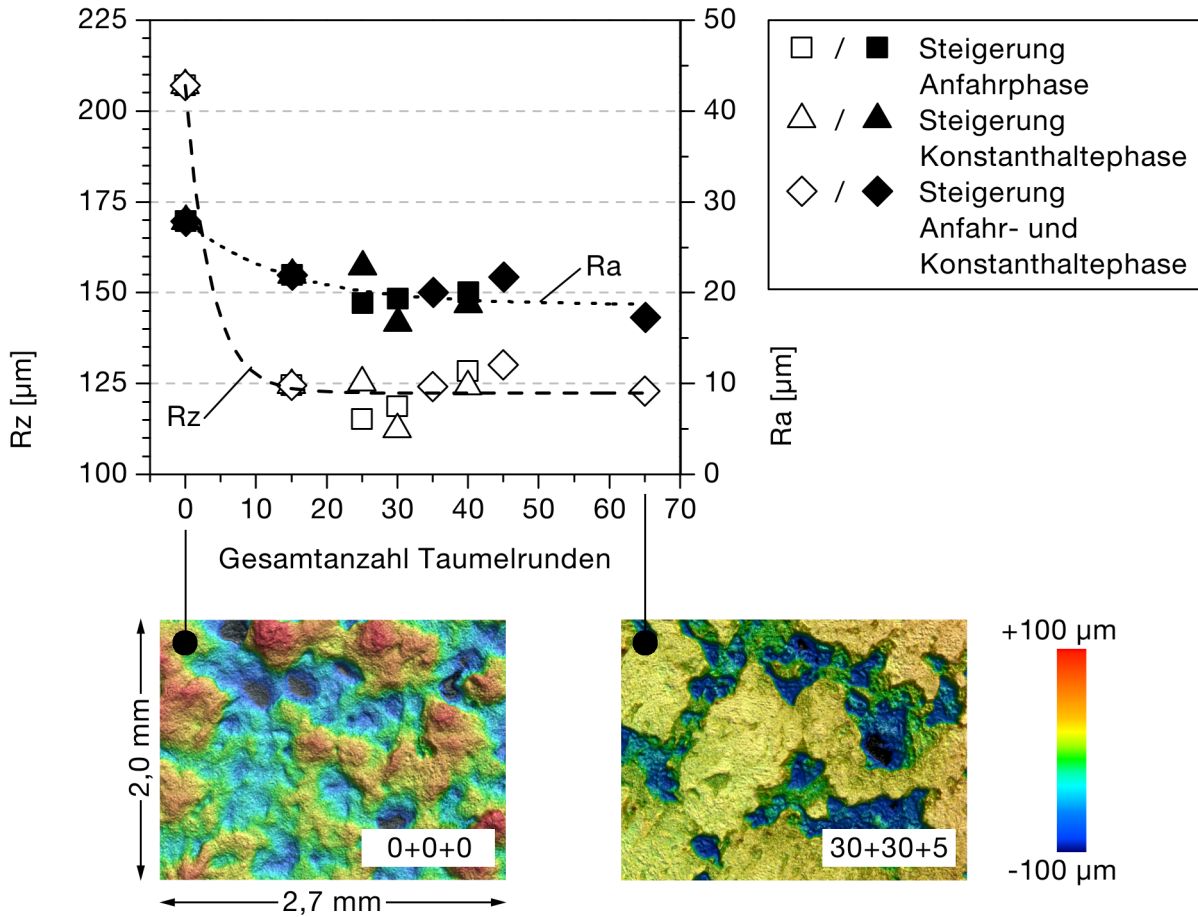 225
200
175
150
125
100
Rz [µm]
50
40
30
20
10
0
Ra [µm]
Ra
Rz
0 10 20 30 40 50 60 70
Gesamtanzahl Taumelrunden
/ Steigerung
Anfahrphase
/ Steigerung
Konstanthaltephase
/ Steigerung
Anfahr- und
Konstanthaltephase
2,0 mm
0+0+0
2,7 mm
30+30+5
+100 µm
-100 µm